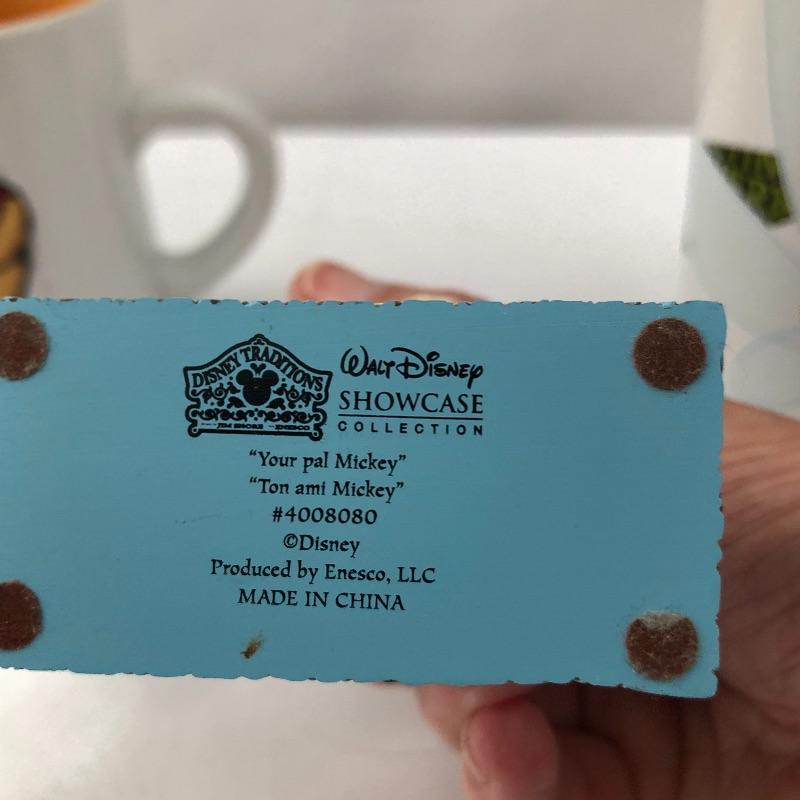 DISNEY TRADITIONS
JIM SHORE ENESCO
WALT DISNEY
SHOWCASE
COLLECTION
“Your pal Mickey”
“Ton ami Mickey”
#4008080
©Disney
Produced by Enesco, LLC
MADE IN CHINA